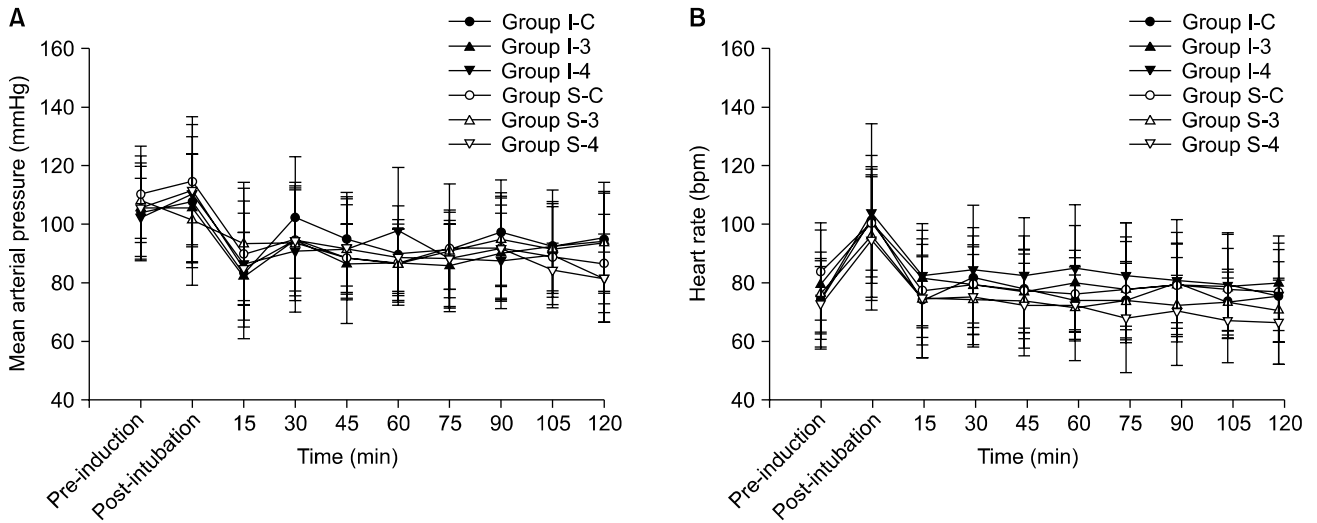 A
Group I-C
Group I-3
Group I-4
Group S-C
Group S-3
Group S-4
Mean arterial pressure (mmHg)
160
140
120
100
80
60
40
Pre-induction
Post-intubation
15
30
45
60
75
90
105
120
Time (min)
B
Group I-C
Group I-3
Group I-4
Group S-C
Group S-3
Group S-4
Heart rate (bpm)
160
140
120
100
80
60
40
Pre-induction
Post-intubation
15
30
45
60
75
90
105
120
Time (min)